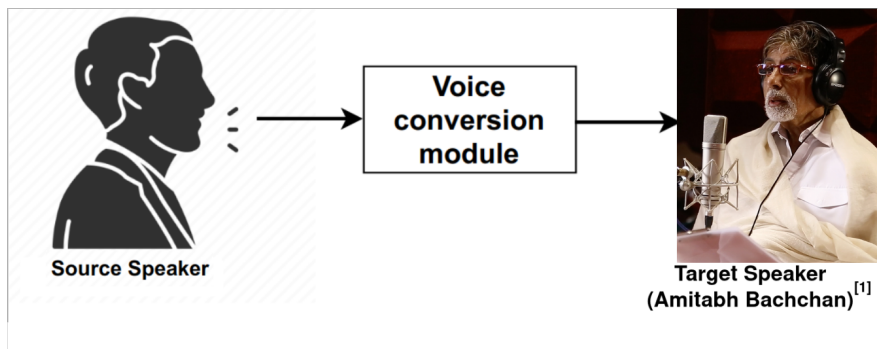 Voice
conversion
module
Source Speaker
Target Speaker
(Amitabh Bachchan)[1]